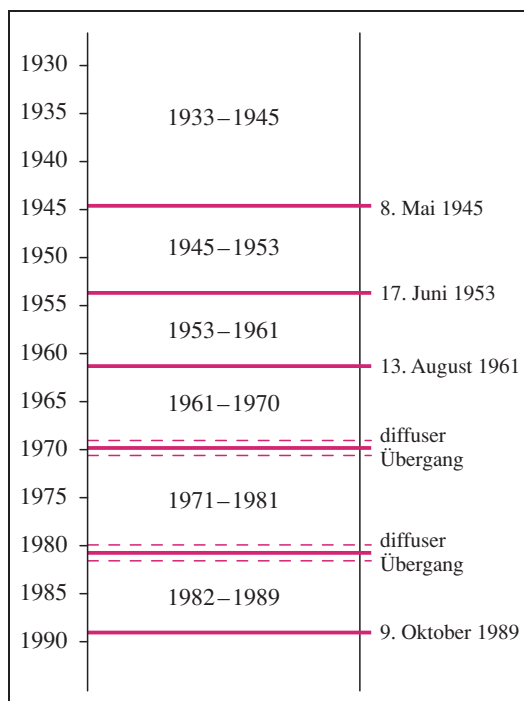 1930
1935
1933–1945
1940
1945
8. Mai 1945
1945–1953
1950
17. Juni 1953
1955
1953–1961
1960
13. August 1961
1961–1970
1965
diffuser
Übergang
1970
1971–1981
1975
diffuser
Übergang
1980
1982–1989
1985
9. Oktober 1989
1990